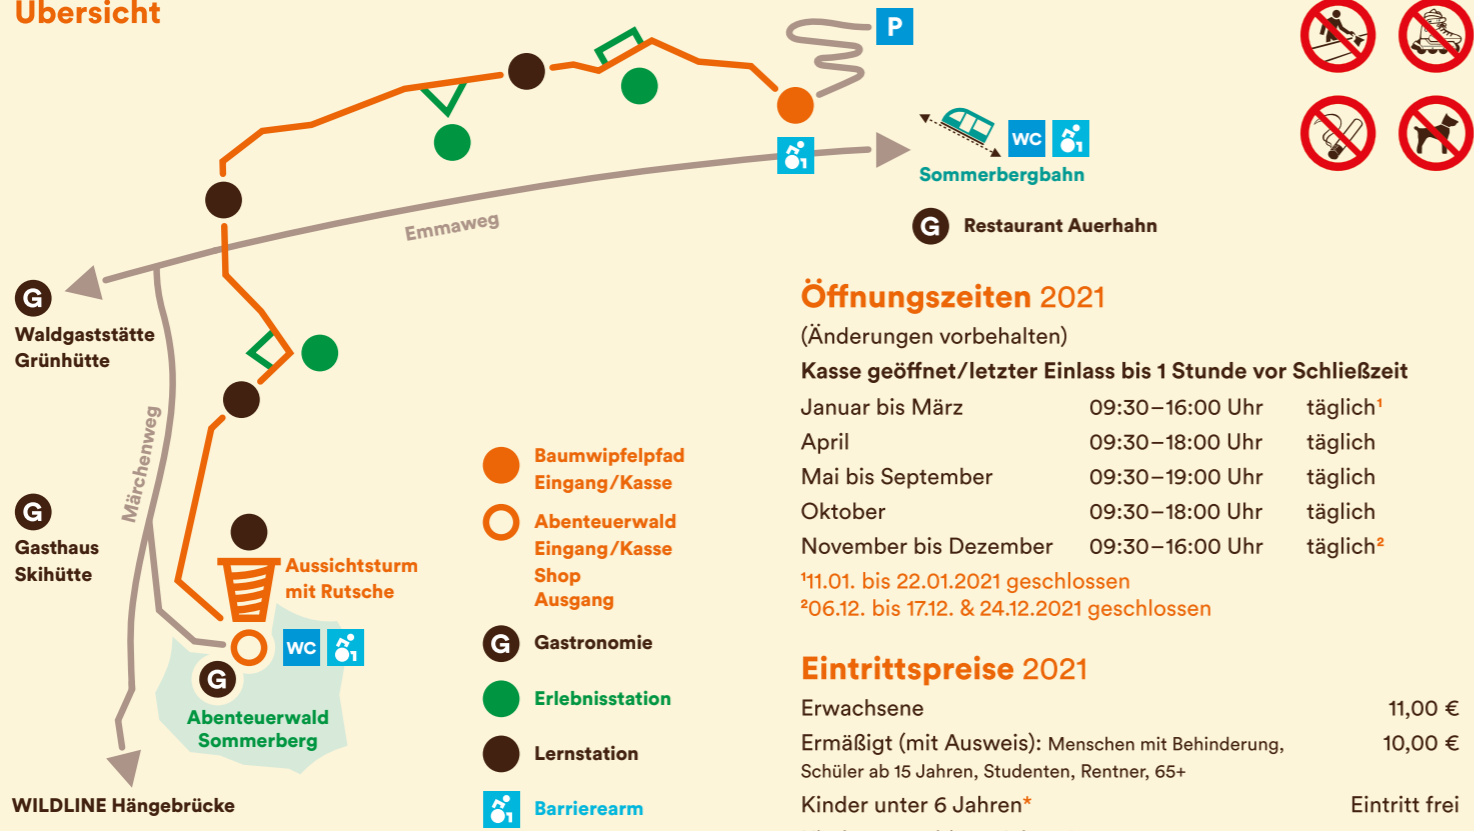 Übersicht
P
WC
Sommerbergbahn
G Restaurant Auerhahn
Emmaweg
G
Waldgaststätte
Grünhütte
Märchenweg
G
Gasthaus
Skihütte
Aussichtsturm
mit Rutsche
WC
G
Abenteuerwald
Sommerberg
WILDLINE Hängebrücke
Baumwipfelpfad
Eingang/Kasse
Abenteuerwald
Eingang/Kasse
Shop
Ausgang
G Gastronomie
Erlebnisstation
Lernstation
Barrierearm
Öffnungszeiten 2021
(Änderungen vorbehalten)
Kasse geöffnet/letzter Einlass bis 1 Stunde vor Schließzeit
Januar bis März 09:30–16:00 Uhr täglich¹
April 09:30–18:00 Uhr täglich
Mai bis September 09:30–19:00 Uhr täglich
Oktober 09:30–18:00 Uhr täglich
November bis Dezember 09:30–16:00 Uhr täglich²
¹11.01. bis 22.01.2021 geschlossen
²06.12. bis 17.12. & 24.12.2021 geschlossen
Eintrittspreise 2021
Erwachsene 11,00 €
Ermäßigt (mit Ausweis): Menschen mit Behinderung, 10,00 €
Schüler ab 15 Jahren, Studenten, Rentner, 65+
Kinder unter 6 Jahren* Eintritt frei